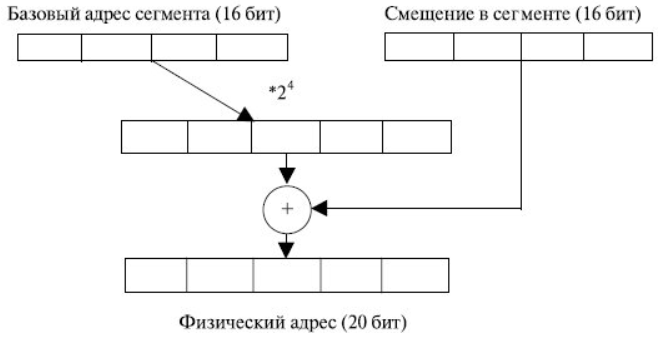 Базовый адрес сегмента (16 бит)
Смещение в сегменте (16 бит)
*2⁴
+
Физический адрес (20 бит)